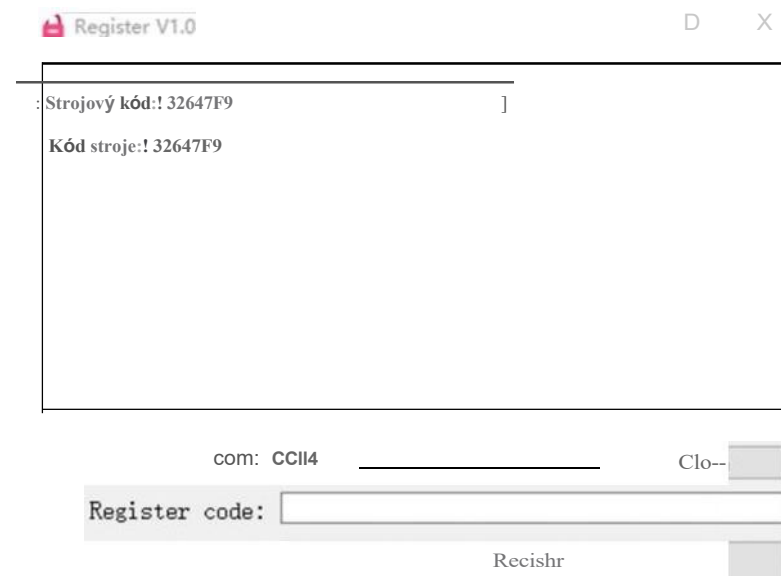 Register V1.0 D X
: Strojový kód:! 32647F9 ]
Kód stroje:! 32647F9
com: CCII4 Clo--
Register code:
Recishr